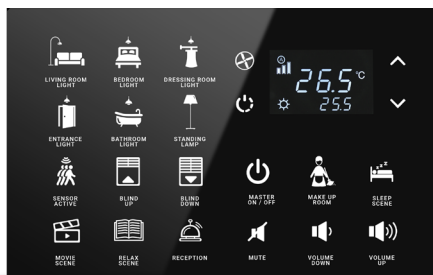 LIVING ROOM
LIGHT
BEDROOM
LIGHT
DRESSING ROOM
LIGHT
A
26.5 °C
25.5
ENTRANCE
LIGHT
BATHROOM
LIGHT
STANDING
LAMP
SENSOR
ACTIVE
BLIND
UP
BLIND
DOWN
MASTER
ON / OFF
MAKE UP
ROOM
SLEEP
SCENE
MOVIE
SCENE
RELAX
SCENE
RECEPTION
MUTE
VOLUME
DOWN
VOLUME
UP